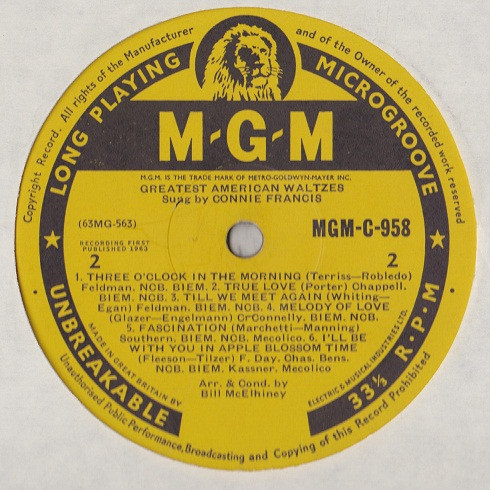 Copyright Record. All rights of the Manufacturer and of the Owner of the recorded work reserved
LONG PLAYING MICROGROOVE
M-G-M
M.G.M. IS THE TRADE MARK OF METRO-GOLDWYN-MAYER INC.
GREATEST AMERICAN WALTZES
Sung by CONNIE FRANCIS
(63MG-563)
MGM-C-958
RECORDING FIRST
PUBLISHED 1963
2 2
1. THREE O'CLOCK IN THE MORNING (Terriss—Robledo)
Feldman, NCB. BIEM. 2. TRUE LOVE (Porter) Chappell.
BIEM. NCB. 3. TILL WE MEET AGAIN (Whiting—
Egan) Feldman, BIEM. NCB. 4. MELODY OF LOVE
(Glazer—Engelmann) Cr'Connelly. BIEM. NCB.
5. FASCINATION (Marchetti—Manning)
Southern. BIEM. NCB. Mecolico. 6. I'LL BE
WITH YOU IN APPLE BLOSSOM TIME
(Fleeson—Tilzer) F. Day. Chas. Bens.
NCB. BIEM. Kassner. Mecolico
Arr. & Cond. by
Bill McElhiney
MADE IN GREAT BRITAIN BY
ELECTRIC & MUSICAL INDUSTRIES LTD.
UNBREAKABLE
33⅓ R.P.M
Unauthorised Public Performance, Broadcasting and Copying of this Record Prohibited